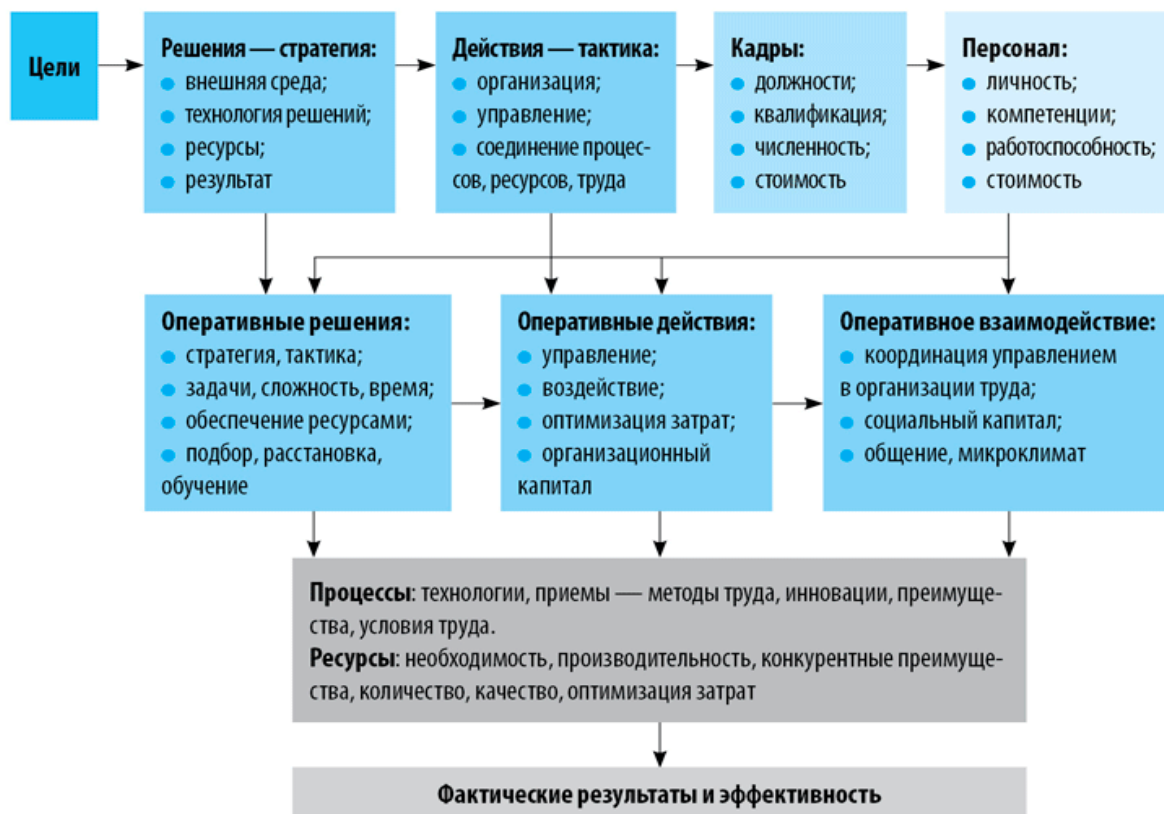 Цели
Решения — стратегия:
внешняя среда;
технология решений;
ресурсы;
результат
Действия — тактика:
организация;
управление;
соединение процес-
сов, ресурсов, труда
Кадры:
должности;
квалификация;
численность;
стоимость
Персонал:
личность;
компетенции;
работоспособность;
стоимость
Оперативные решения:
стратегия, тактика;
задачи, сложность, время;
обеспечение ресурсами;
подбор, расстановка,
обучение
Оперативные действия:
управление;
воздействие;
оптимизация затрат;
организационный
капитал
Оперативное взаимодействие:
координация управлением
в организации труда;
социальный капитал;
общение, микроклимат
Процессы: технологии, приемы — методы труда, инновации, преимуще-
ства, условия труда.
Ресурсы: необходимость, производительность, конкурентные преимуще-
ства, количество, качество, оптимизация затрат
Фактические результаты и эффективность